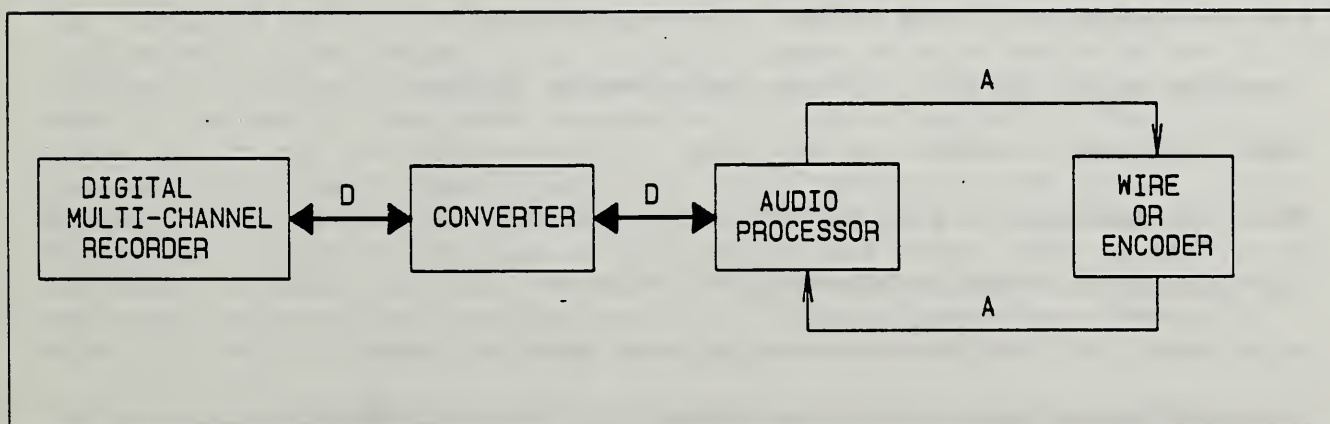 DIGITAL
MULTI-CHANNEL
RECORDER
D
CONVERTER
D
AUDIO
PROCESSOR
A
WIRE
OR
ENCODER
A